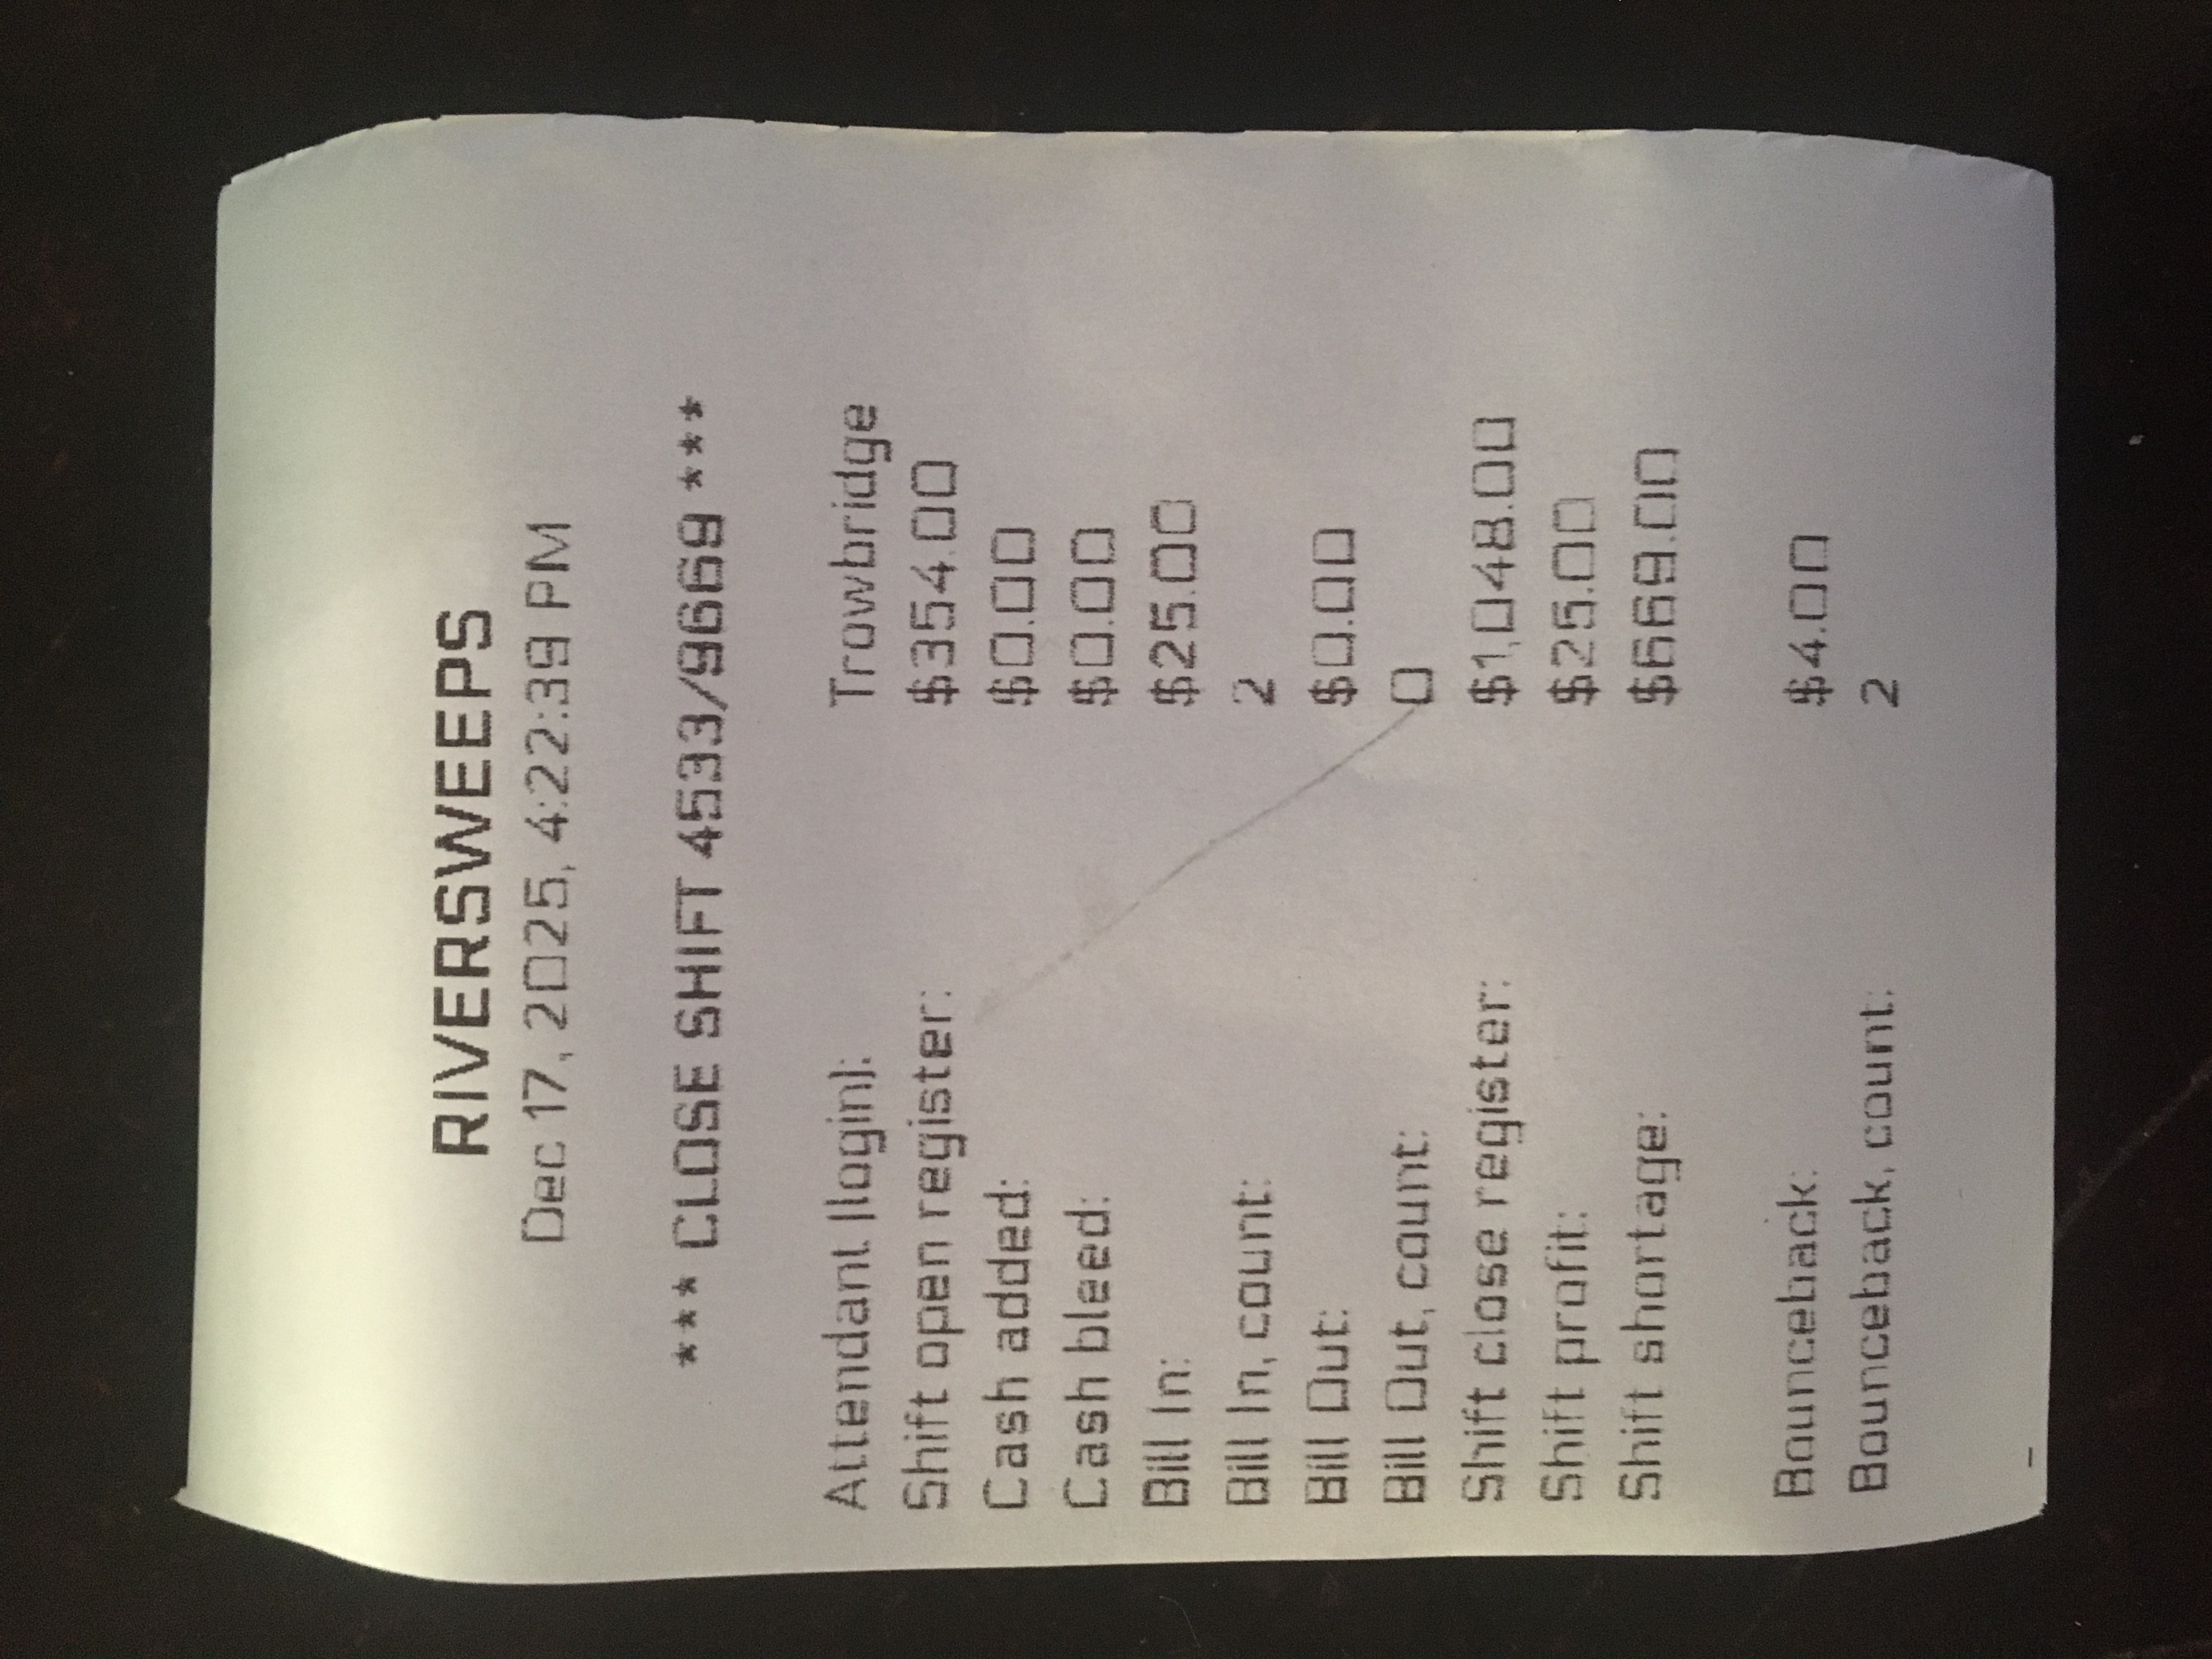 RIVERSWEEPS
Dec 17, 2025, 4:22:39 PM
*** CLOSE SHIFT 4533/9669 ***
Attendant (login): Trowbridge
Shift open register: $354.00
Cash added: $0.00
Cash bleed: $0.00
Bill In: $25.00
Bill In, count: 2
Bill Out: $0.00
Bill Out, count: 0
Shift close register: $1,048.00
Shift profit: $25.00
Shift shortage: $669.00
Bounceback: $4.00
Bounceback, count: 2